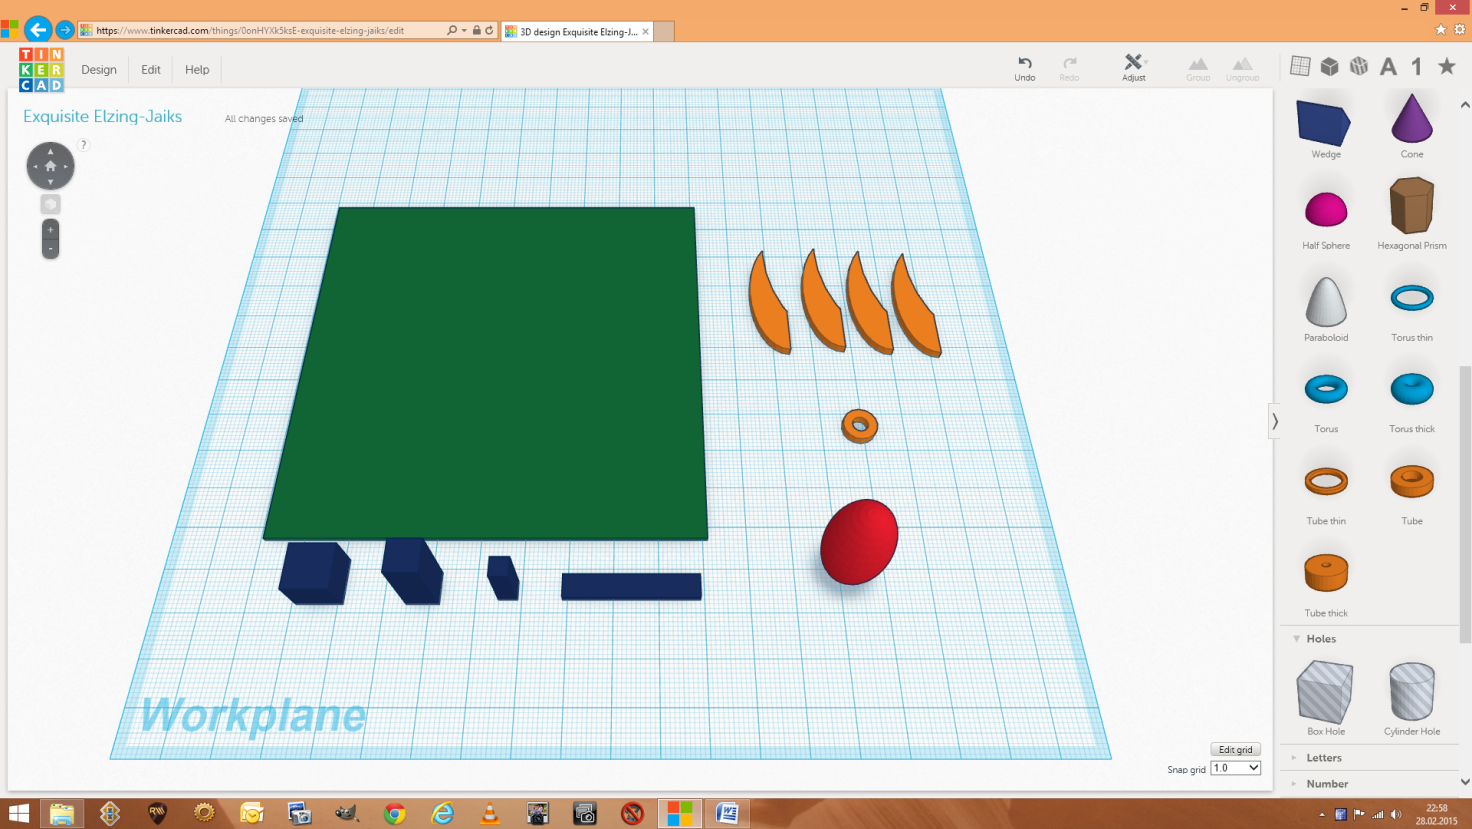 https://www.tinkercad.com/things/0onHYXk5ksE-exquisite-elzing-jaiks/edit
3D design Exquisite Elzing-J...
TINKERCAD
Design
Edit
Help
Undo
Redo
Adjust
Group
Ungroup
A
1
Exquisite Elzing-Jaiks
All changes saved
?
+
-
Wedge
Cone
Half Sphere
Hexagonal Prism
Paraboloid
Torus thin
Torus
Torus thick
Tube thin
Tube
Tube thick
Holes
Box Hole
Cylinder Hole
Letters
Number
Workplane
Edit grid
Snap grid 1.0
22:58
28.02.2015